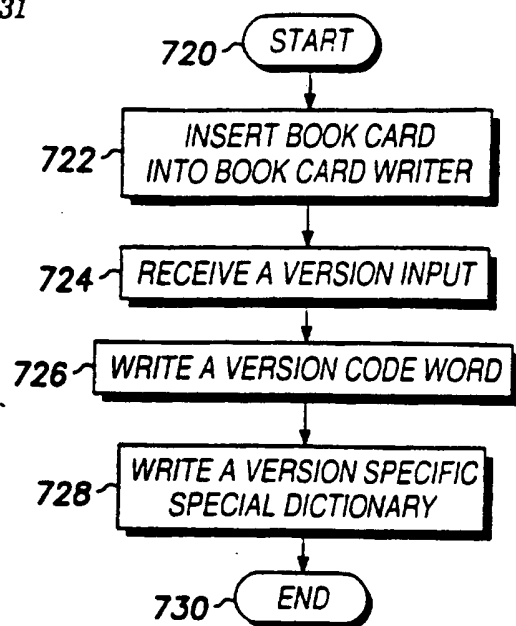 31
720 START
722 INSERT BOOK CARD
INTO BOOK CARD WRITER
724 RECEIVE A VERSION INPUT
726 WRITE A VERSION CODE WORD
728 WRITE A VERSION SPECIFIC
SPECIAL DICTIONARY
730 END